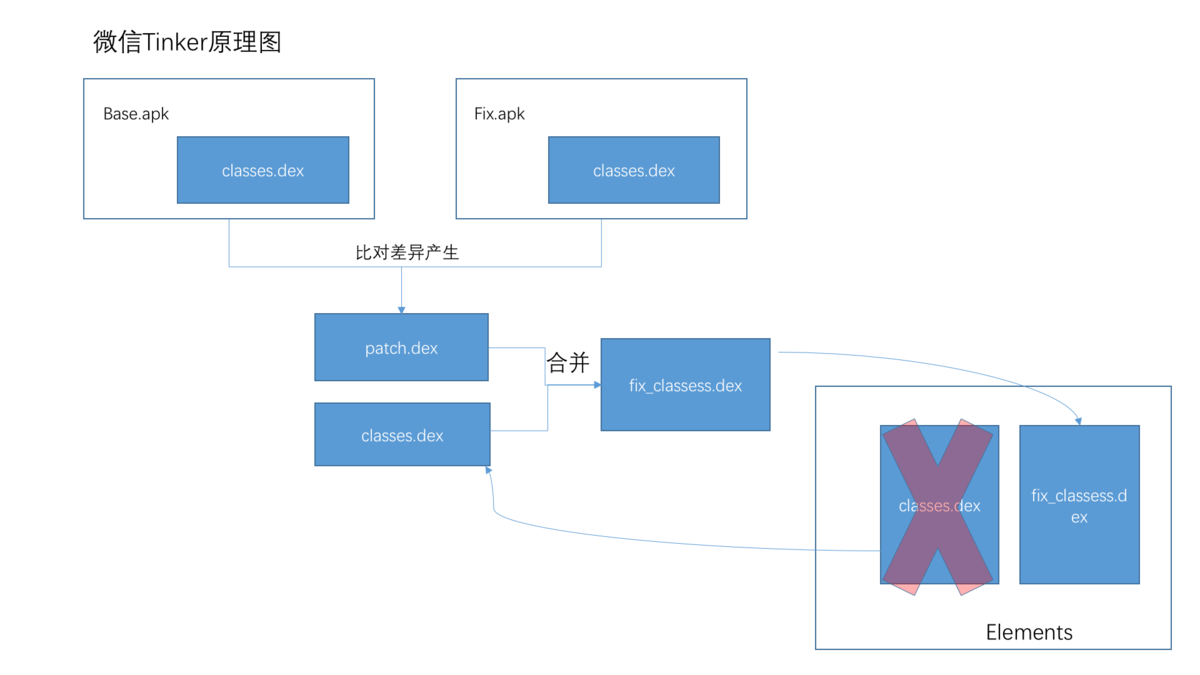 微信Tinker原理图
Base.apk
classes.dex
Fix.apk
classes.dex
比对差异产生
patch.dex
合并
fix_classess.dex
classes.dex
classes.dex
fix_classess.d
ex
Elements